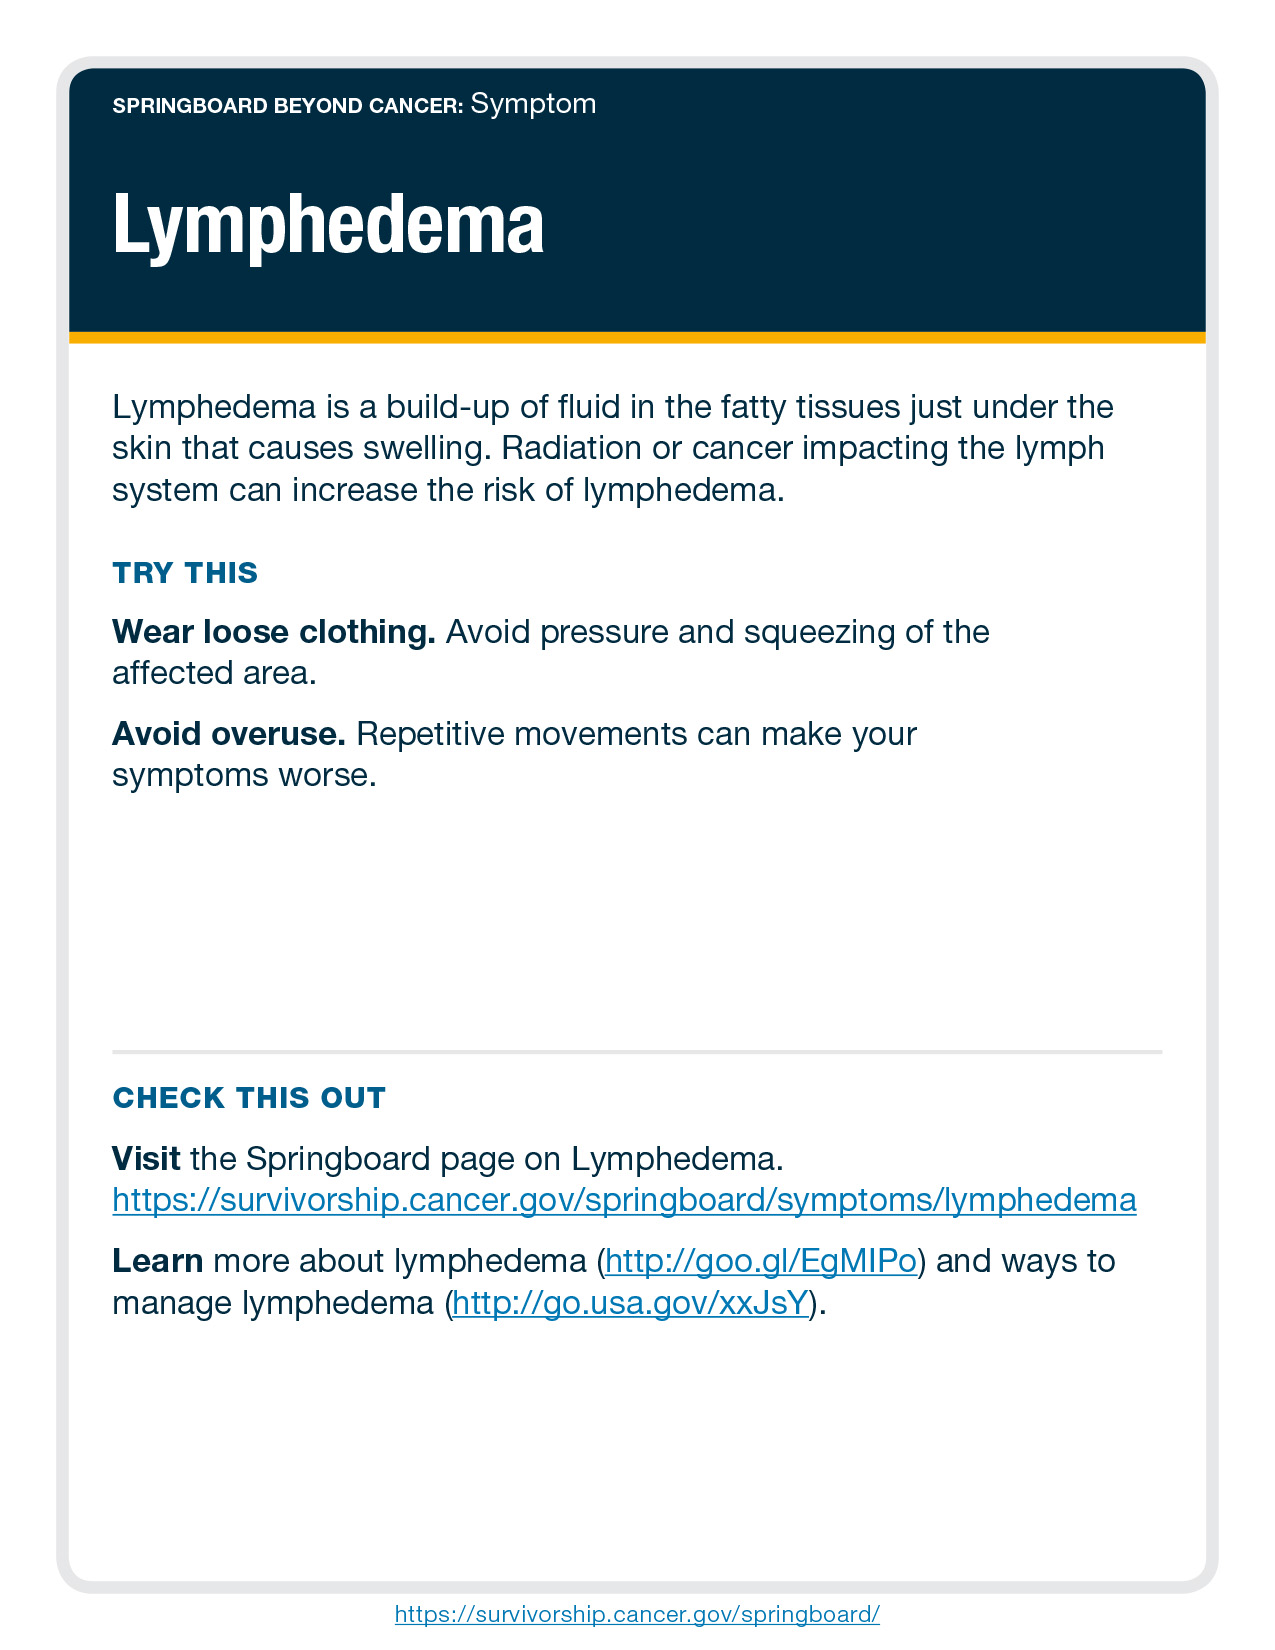 SPRINGBOARD BEYOND CANCER: Symptom
Lymphedema
Lymphedema is a build-up of fluid in the fatty tissues just under the
skin that causes swelling. Radiation or cancer impacting the lymph
system can increase the risk of lymphedema.
TRY THIS
Wear loose clothing. Avoid pressure and squeezing of the
affected area.
Avoid overuse. Repetitive movements can make your
symptoms worse.
CHECK THIS OUT
Visit the Springboard page on Lymphedema.
https://survivorship.cancer.gov/springboard/symptoms/lymphedema
Learn more about lymphedema (http://goo.gl/EgMIPo) and ways to
manage lymphedema (http://go.usa.gov/xxJsY).
https://survivorship.cancer.gov/springboard/